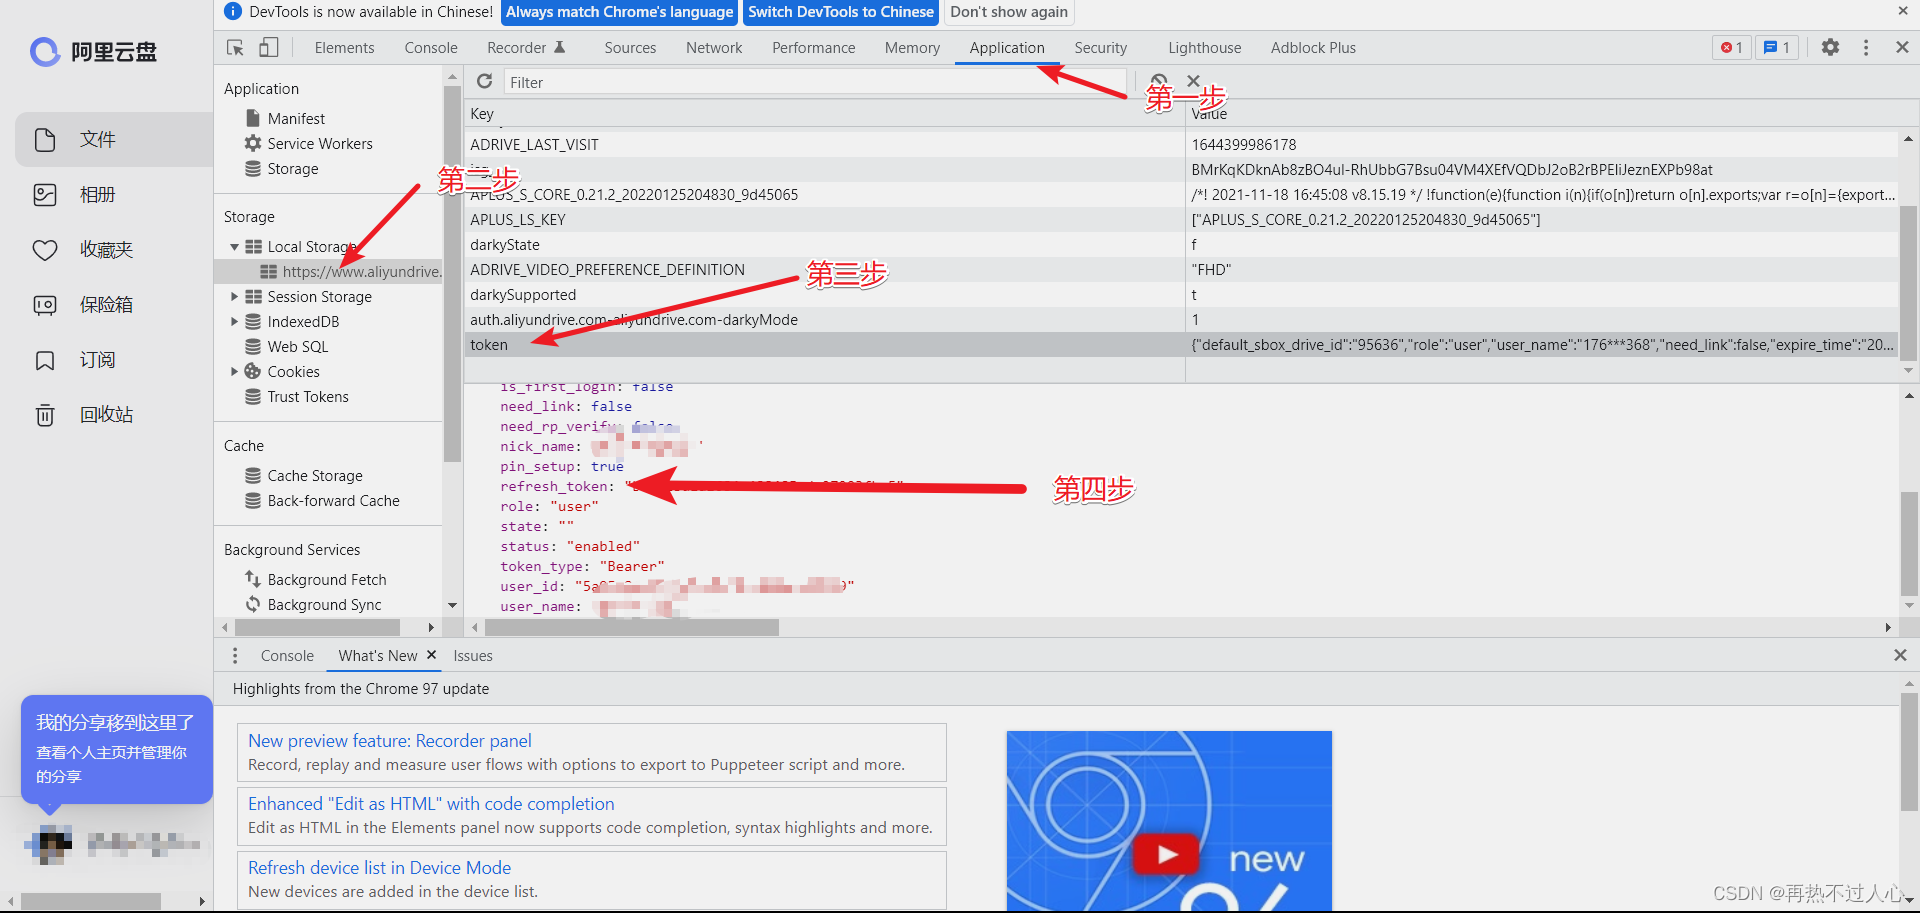 DevTools is now available in Chinese!
Always match Chrome's language
Switch DevTools to Chinese
Don't show again
阿里云盘
Elements
Console
Recorder
Sources
Network
Performance
Memory
Application
Security
Lighthouse
Adblock Plus
1
1
文件
相册
收藏夹
保险箱
订阅
回收站
Application
Manifest
Service Workers
Storage
Storage
Local Storage
https://www.aliyundrive.
Session Storage
IndexedDB
Web SQL
Cookies
Trust Tokens
Cache
Cache Storage
Back-forward Cache
Background Services
Background Fetch
Background Sync
Filter
第一步
第二步
第三步
第四步
Key
Value
ADRIVE_LAST_VISIT
1644399986178
BMrKqKDknAb8zBO4ul-RhUbbG7Bsu04VM4XEfVQDbJ2oB2rBPEIiJeznEXPb98at
APLUS_S_CORE_0.21.2_20220125204830_9d45065
/*! 2021-11-18 16:45:08 v8.15.19 */ !function(e){function i(n){if(o[n])return o[n].exports;var r=o[n]={export...
APLUS_LS_KEY
["APLUS_S_CORE_0.21.2_20220125204830_9d45065"]
darkyState
f
ADRIVE_VIDEO_PREFERENCE_DEFINITION
"FHD"
darkySupported
t
auth.aliyundrive.com-aliyundrive.com-darkyMode
1
token
{"default_sbox_drive_id":"95636","role":"user","user_name":"176***368","need_link":false,"expire_time":"20...
is_first_login: false
need_link: false
need_rp_verify: false
nick_name:
pin_setup: true
refresh_token:
role: "user"
state: ""
status: "enabled"
token_type: "Bearer"
user_id: "5a
user_name:
Console
What's New
Issues
Highlights from the Chrome 97 update
New preview feature: Recorder panel
Record, replay and measure user flows with options to export to Puppeteer script and more.
Enhanced "Edit as HTML" with code completion
Edit as HTML in the Elements panel now supports code completion, syntax highlights and more.
Refresh device list in Device Mode
New devices are added in the device list.
new
我的分享移到这里了
查看个人主页并管理你
的分享
CSDN @再热不过人心